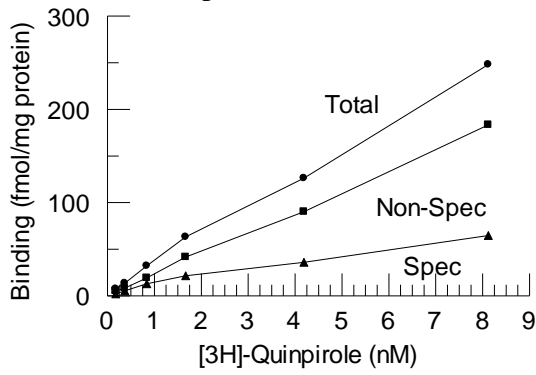 300
200
100
0
Binding (fmol/mg protein)
Total
Non-Spec
Spec
0 1 2 3 4 5 6 7 8 9
[3H]-Quinpirole (nM)